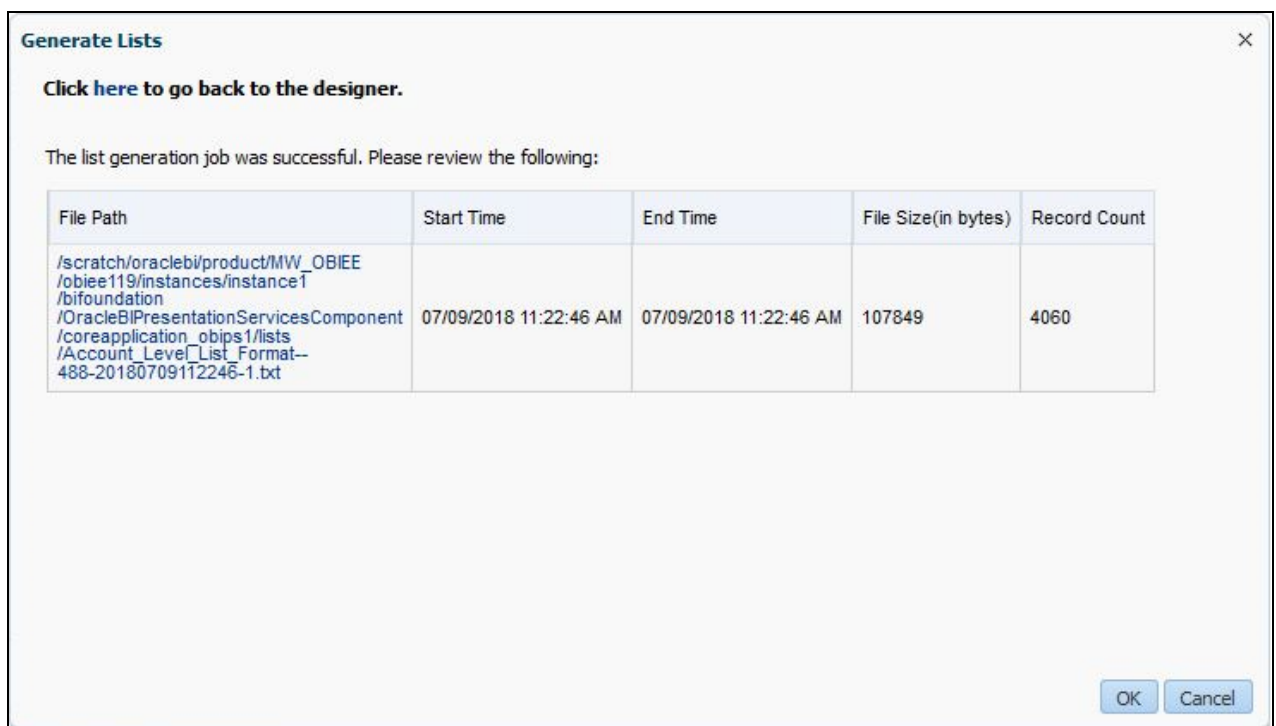 Generate Lists
Click here to go back to the designer.
The list generation job was successful. Please review the following:
File Path Start Time End Time File Size(in bytes) Record Count
/scratch/oraclebi/product/MW_OBIEE
/obiee119/instances/instance1
/bifoundation
/OracleBIPresentationServicesComponent 07/09/2018 11:22:46 AM 07/09/2018 11:22:46 AM 107849 4060
/coreapplication_obips1/lists
/Account_Level_List_Format--
488-20180709112246-1.txt
OK Cancel